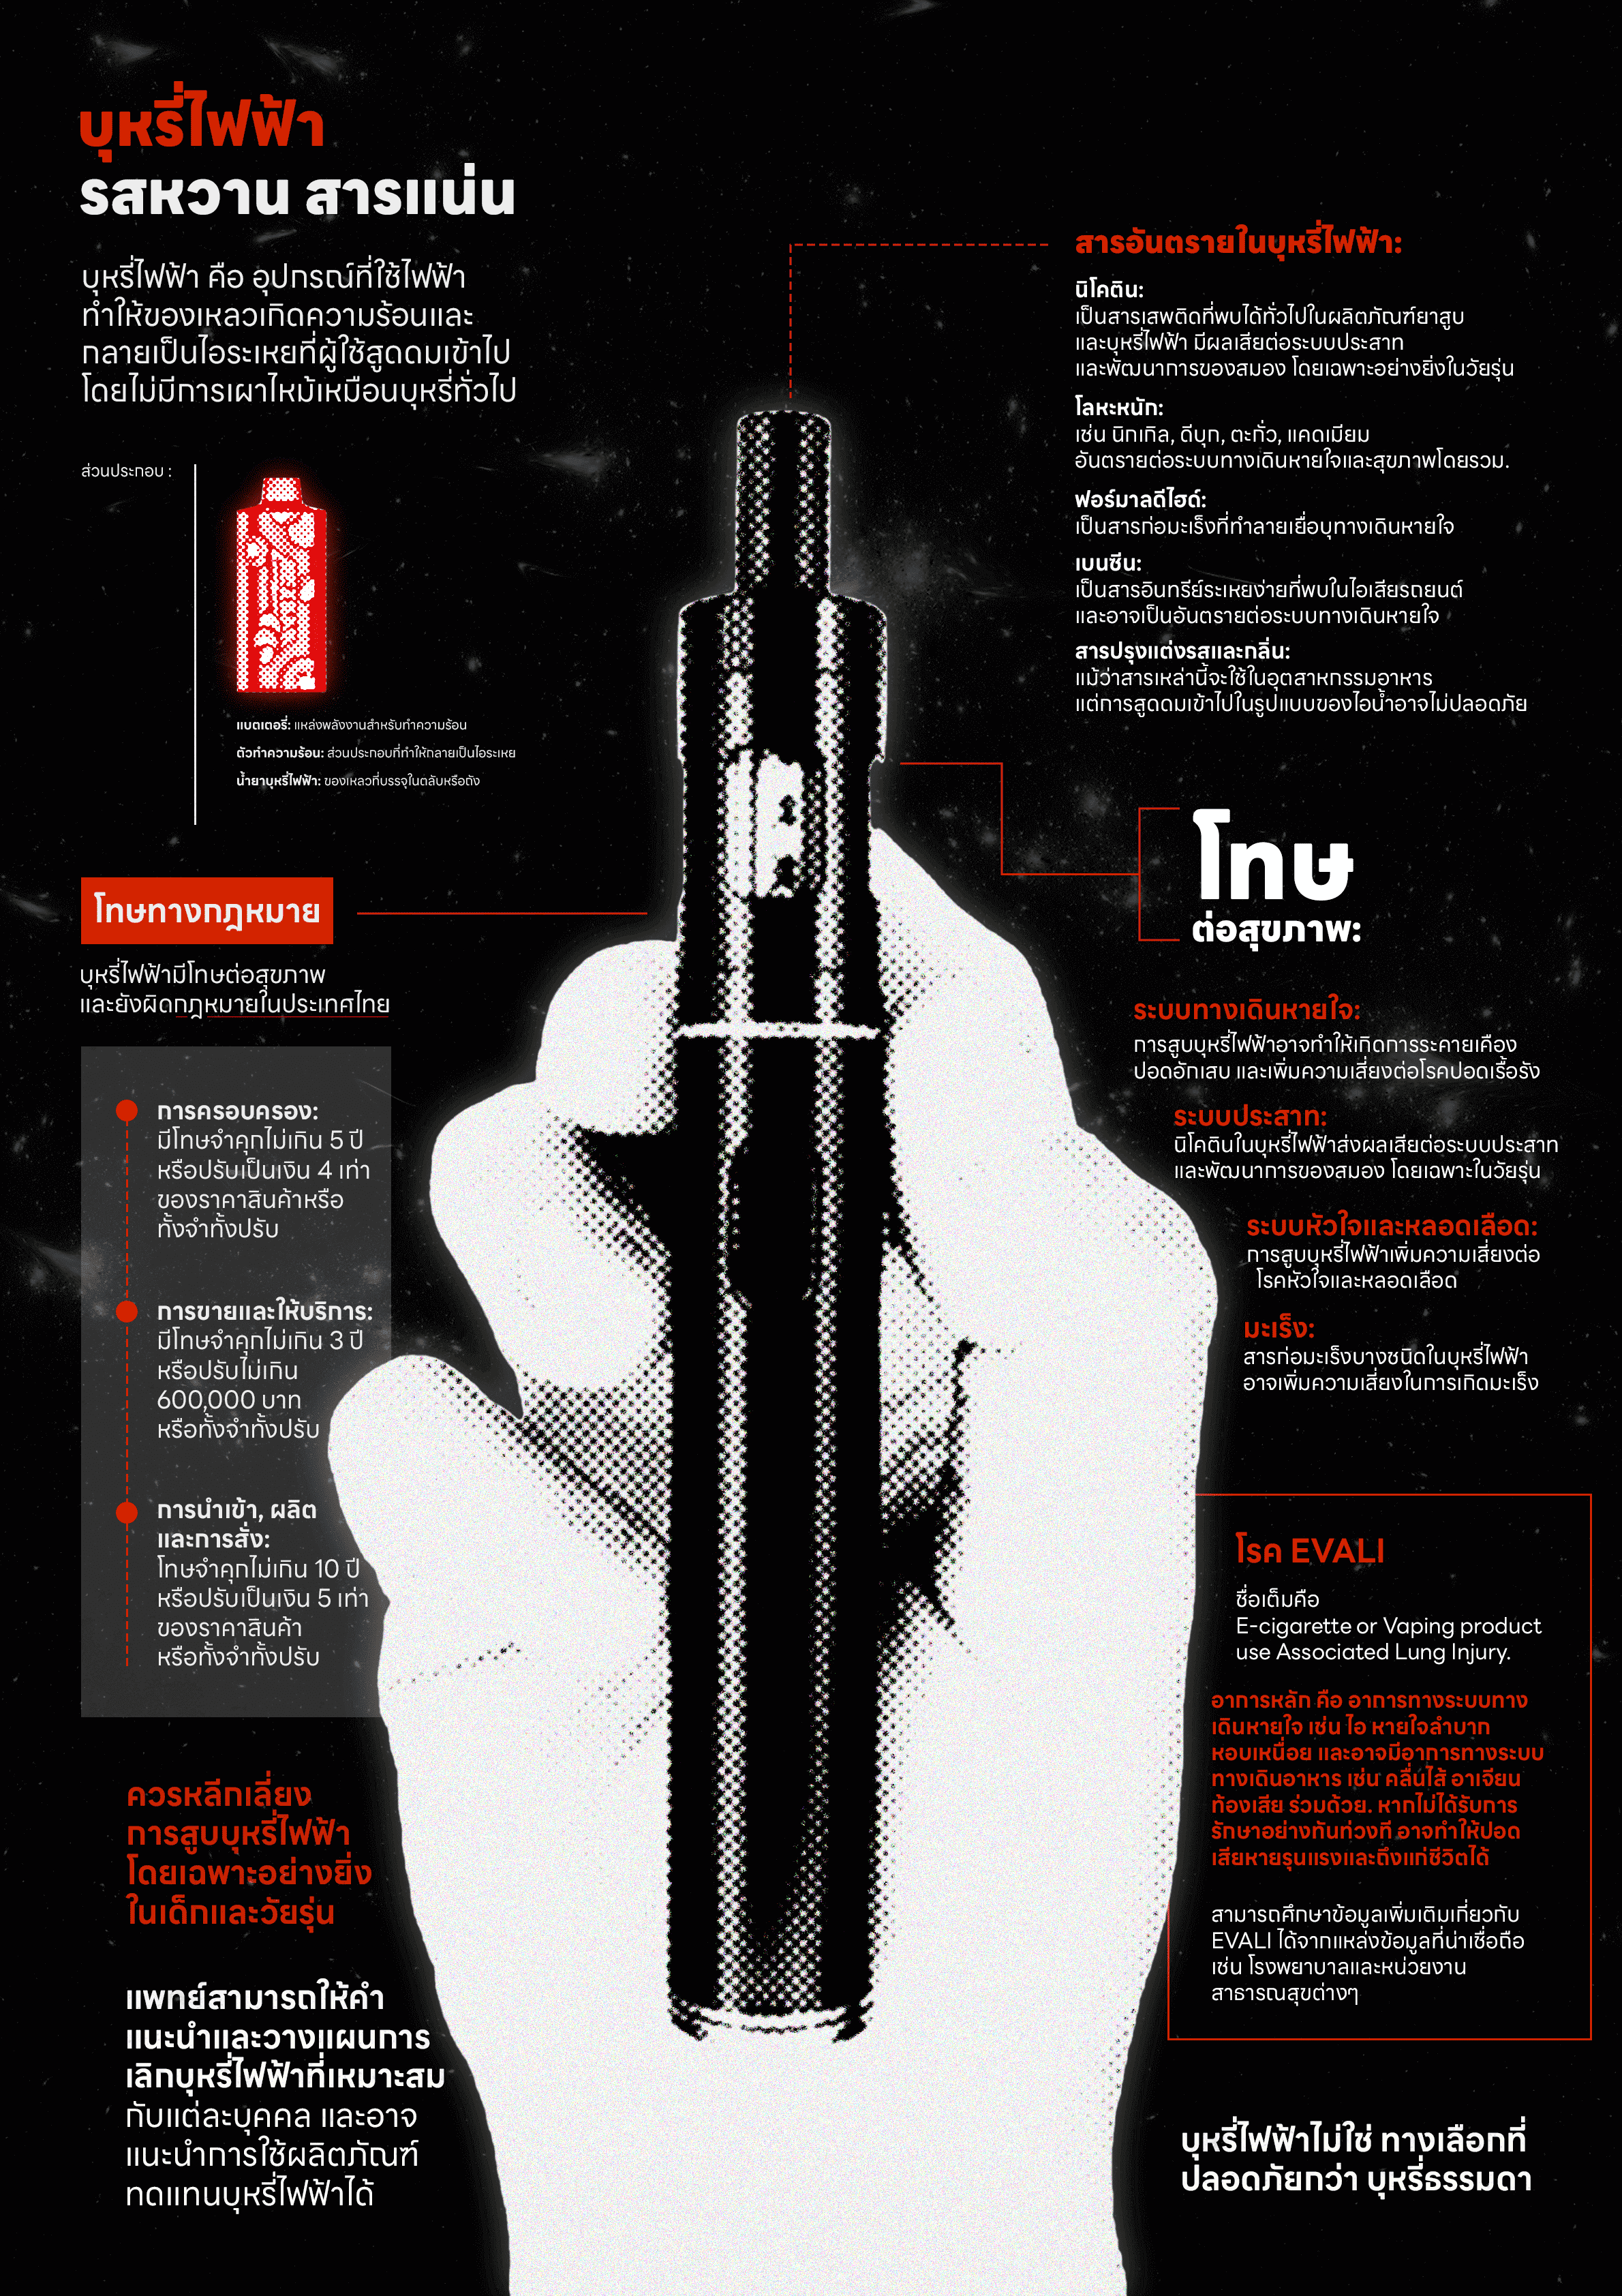 บุหรี่ไฟฟ้า
รสหวาน สารแน่น
บุหรี่ไฟฟ้า คือ อุปกรณ์ที่ใช้ไฟฟ้า
ทำให้ของเหลวเกิดความร้อนและ
กลายเป็นไอระเหยที่ผู้ใช้สูดดมเข้าไป
โดยไม่มีการเผาไหม้เหมือนบุหรี่ทั่วไป
ส่วนประกอบ :
แบตเตอรี่: แหล่งพลังงานสำหรับทำความร้อน
ตัวทำความร้อน: ส่วนประกอบที่ทำให้กลายเป็นไอระเหย
น้ำยาบุหรี่ไฟฟ้า: ของเหลวที่บรรจุในตลับหรือถัง
สารอันตรายในบุหรี่ไฟฟ้า:
นิโคติน:
เป็นสารเสพติดที่พบได้ทั่วไปในผลิตภัณฑ์ยาสูบ
และบุหรี่ไฟฟ้า มีผลเสียต่อระบบประสาท
และพัฒนาการของสมอง โดยเฉพาะอย่างยิ่งในวัยรุ่น
โลหะหนัก:
เช่น นิกเกิล, ดีบุก, ตะกั่ว, แคดเมียม
อันตรายต่อระบบทางเดินหายใจและสุขภาพโดยรวม.
ฟอร์มาลดีไฮด์:
เป็นสารก่อมะเร็งที่ทำลายเยื่อบุทางเดินหายใจ
เบนซีน:
เป็นสารอินทรีย์ระเหยง่ายที่พบในไอเสียรถยนต์
และอาจเป็นอันตรายต่อระบบทางเดินหายใจ
สารปรุงแต่งรสและกลิ่น:
แม้ว่าสารเหล่านี้จะใช้ในอุตสาหกรรมอาหาร
แต่การสูดดมเข้าไปในรูปแบบของไอน้ำอาจไม่ปลอดภัย
โทษทางกฎหมาย
บุหรี่ไฟฟ้ามีโทษต่อสุขภาพ
และยังผิดกฎหมายในประเทศไทย
การครอบครอง:
มีโทษจำคุกไม่เกิน 5 ปี
หรือปรับเป็นเงิน 4 เท่า
ของราคาสินค้าหรือ
ทั้งจำทั้งปรับ
การขายและให้บริการ:
มีโทษจำคุกไม่เกิน 3 ปี
หรือปรับไม่เกิน
600,000 บาท
หรือทั้งจำทั้งปรับ
การนำเข้า, ผลิต
และการสั่ง:
โทษจำคุกไม่เกิน 10 ปี
หรือปรับเป็นเงิน 5 เท่า
ของราคาสินค้า
หรือทั้งจำทั้งปรับ
โทษ
ต่อสุขภาพ:
ระบบทางเดินหายใจ:
การสูบบุหรี่ไฟฟ้าอาจทำให้เกิดการระคายเคือง
ปอดอักเสบ และเพิ่มความเสี่ยงต่อโรคปอดเรื้อรัง
ระบบประสาท:
นิโคตินในบุหรี่ไฟฟ้าส่งผลเสียต่อระบบประสาท
และพัฒนาการของสมอง โดยเฉพาะในวัยรุ่น
ระบบหัวใจและหลอดเลือด:
การสูบบุหรี่ไฟฟ้าเพิ่มความเสี่ยงต่อ
โรคหัวใจและหลอดเลือด
มะเร็ง:
สารก่อมะเร็งบางชนิดในบุหรี่ไฟฟ้า
อาจเพิ่มความเสี่ยงในการเกิดมะเร็ง
โรค EVALI
ชื่อเต็มคือ
E-cigarette or Vaping product
use Associated Lung Injury.
อาการหลัก คือ อาการทางระบบทาง
เดินหายใจ เช่น ไอ หายใจลำบาก
หอบเหนื่อย และอาจมีอาการทางระบบ
ทางเดินอาหาร เช่น คลื่นไส้ อาเจียน
ท้องเสีย ร่วมด้วย. หากไม่ได้รับการ
รักษาอย่างทันท่วงที อาจทำให้ปอด
เสียหายรุนแรงและถึงแก่ชีวิตได้
สามารถศึกษาข้อมูลเพิ่มเติมเกี่ยวกับ
EVALI ได้จากแหล่งข้อมูลที่น่าเชื่อถือ
เช่น โรงพยาบาลและหน่วยงาน
สาธารณสุขต่างๆ
ควรหลีกเลี่ยง
การสูบบุหรี่ไฟฟ้า
โดยเฉพาะอย่างยิ่ง
ในเด็กและวัยรุ่น
แพทย์สามารถให้คำ
แนะนำและวางแผนการ
เลิกบุหรี่ไฟฟ้าที่เหมาะสม
กับแต่ละบุคคล และอาจ
แนะนำการใช้ผลิตภัณฑ์
ทดแทนบุหรี่ไฟฟ้าได้
บุหรี่ไฟฟ้าไม่ใช่ ทางเลือกที่
ปลอดภัยกว่า บุหรี่ธรรมดา